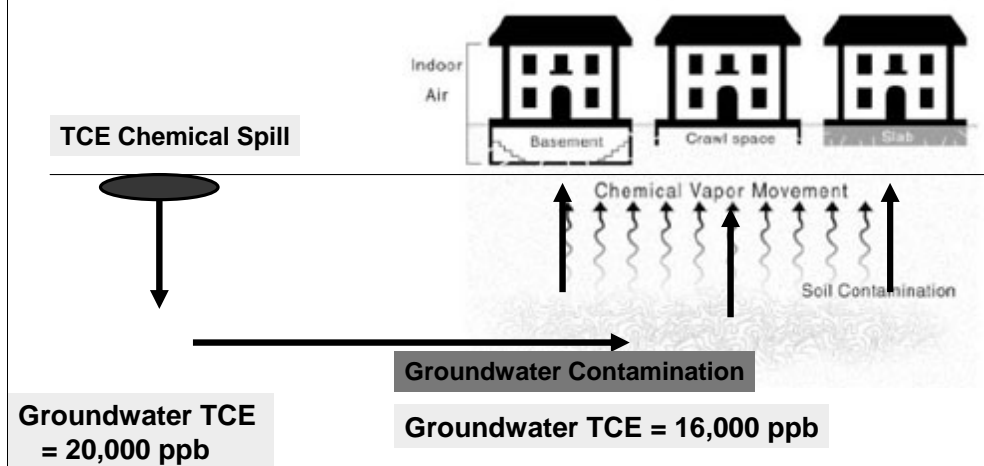 Indoor
Air
TCE Chemical Spill
Basement
Crawl space
Slab
Chemical Vapor Movement
Soil Contamination
Groundwater Contamination
Groundwater TCE
= 20,000 ppb
Groundwater TCE = 16,000 ppb